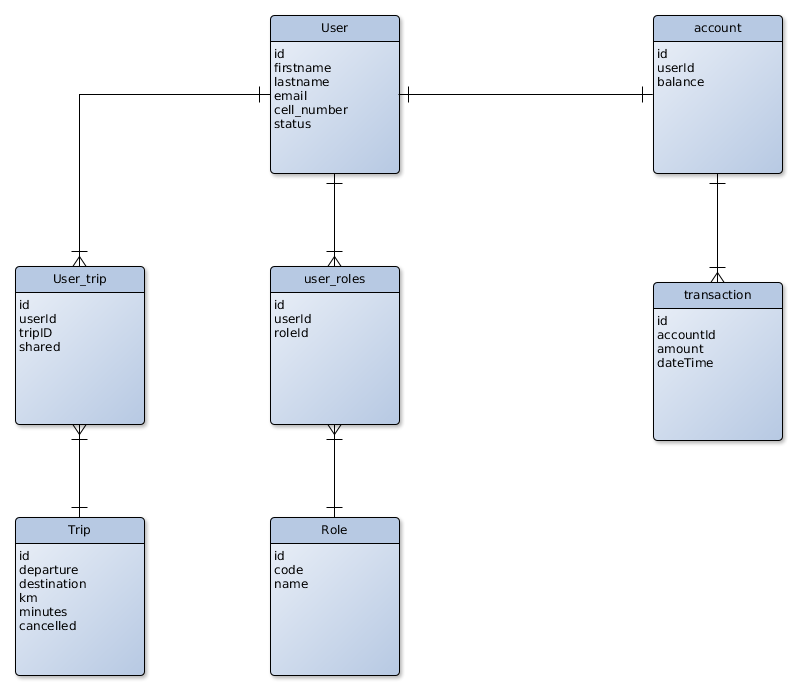 User
id
firstname
lastname
email
cell_number
status
account
id
userId
balance
User_trip
id
userId
tripID
shared
user_roles
id
userId
roleId
transaction
id
accountId
amount
dateTime
Trip
id
departure
destination
km
minutes
cancelled
Role
id
code
name